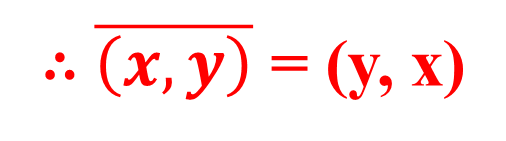 ∴ \overline{(x, y)} = (y, x)